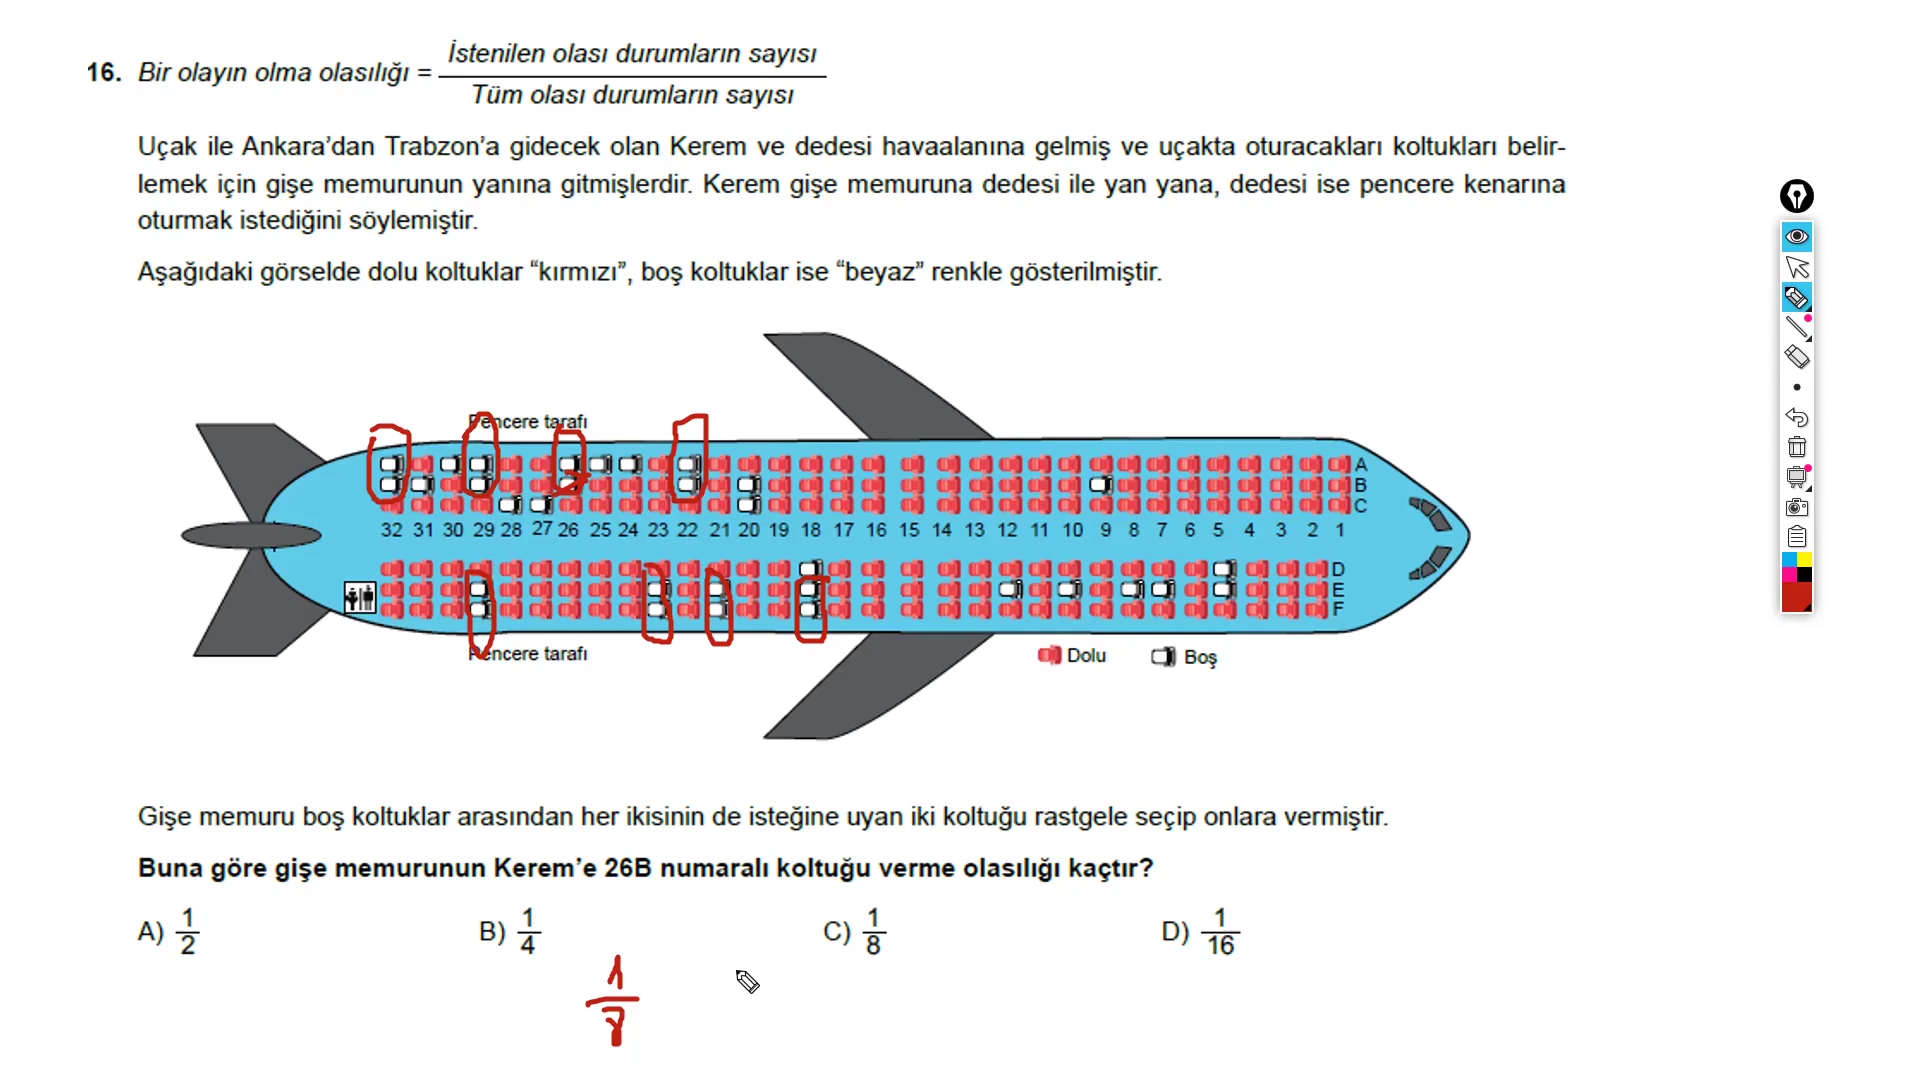 16. Bir olayın olma olasılığı = İstenilen olası durumların sayısı
Tüm olası durumların sayısı
Uçak ile Ankara’dan Trabzon’a gidecek olan Kerem ve dedesi havaalanına gelmiş ve uçakta oturacakları koltukları belir-
lemek için gişe memurunun yanına gitmişlerdir. Kerem gişe memuruna dedesi ile yan yana, dedesi ise pencere kenarına
oturmak istediğini söylemiştir.
Aşağıdaki görselde dolu koltuklar “kırmızı”, boş koltuklar ise “beyaz” renkle gösterilmiştir.
Pencere tarafı
A
B
C
32 31 30 29 28 27 26 25 24 23 22 21 20 19 18 17 16 15 14 13 12 11 10 9 8 7 6 5 4 3 2 1
D
E
F
Pencere tarafı
Dolu Boş
Gişe memuru boş koltuklar arasından her ikisinin de isteğine uyan iki koltuğu rastgele seçip onlara vermiştir.
Buna göre gişe memurunun Kerem’e 26B numaralı koltuğu verme olasılığı kaçtır?
A) 1/2 B) 1/4 C) 1/8 D) 1/16
1/8